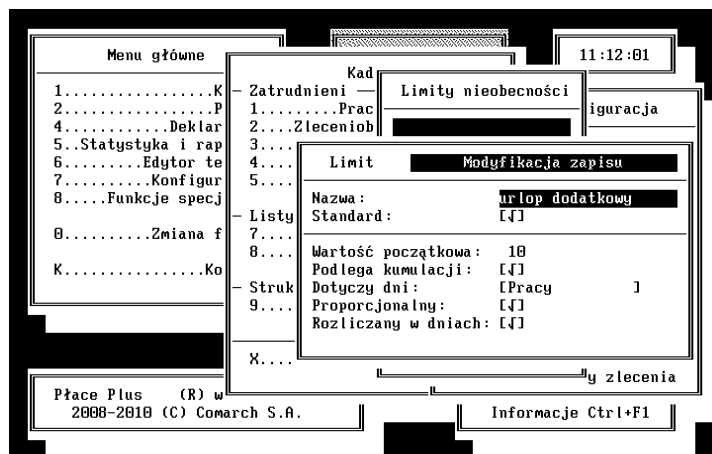 Menu główne
1................K
2................P
4............Deklar
5..Statystyka i rap
6.........Edytor te
7..........Konfigur
8.....Funkcje specj
0..........Zmiana f
K................Ko
Kad
Zatrudnieni
1.........Prac
2....Zleceniob
3....
4....
5....
Listy
7....
8....
Struk
9....
X....
Limity nieobecności
11:12:01
iguracja
Limit Modyfikacja zapisu
Nazwa: urlop dodatkowy
Standard: [√]
Wartość początkowa: 10
Podlega kumulacji: [√]
Dotyczy dni: [Pracy ]
Proporcjonalny: [√]
Rozliczany w dniach: [√]
y zlecenia
Płace Plus (R) w
2008-2010 (C) Comarch S.A.
Informacje Ctrl+F1